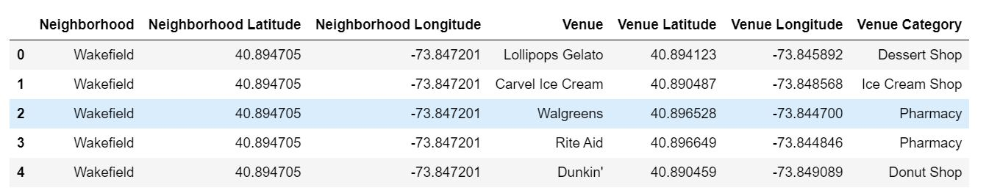 Neighborhood Neighborhood Latitude Neighborhood Longitude Venue Venue Latitude Venue Longitude Venue Category
0 Wakefield 40.894705 -73.847201 Lollipops Gelato 40.894123 -73.845892 Dessert Shop
1 Wakefield 40.894705 -73.847201 Carvel Ice Cream 40.890487 -73.848568 Ice Cream Shop
2 Wakefield 40.894705 -73.847201 Walgreens 40.896528 -73.844700 Pharmacy
3 Wakefield 40.894705 -73.847201 Rite Aid 40.896649 -73.844846 Pharmacy
4 Wakefield 40.894705 -73.847201 Dunkin' 40.890459 -73.849089 Donut Shop